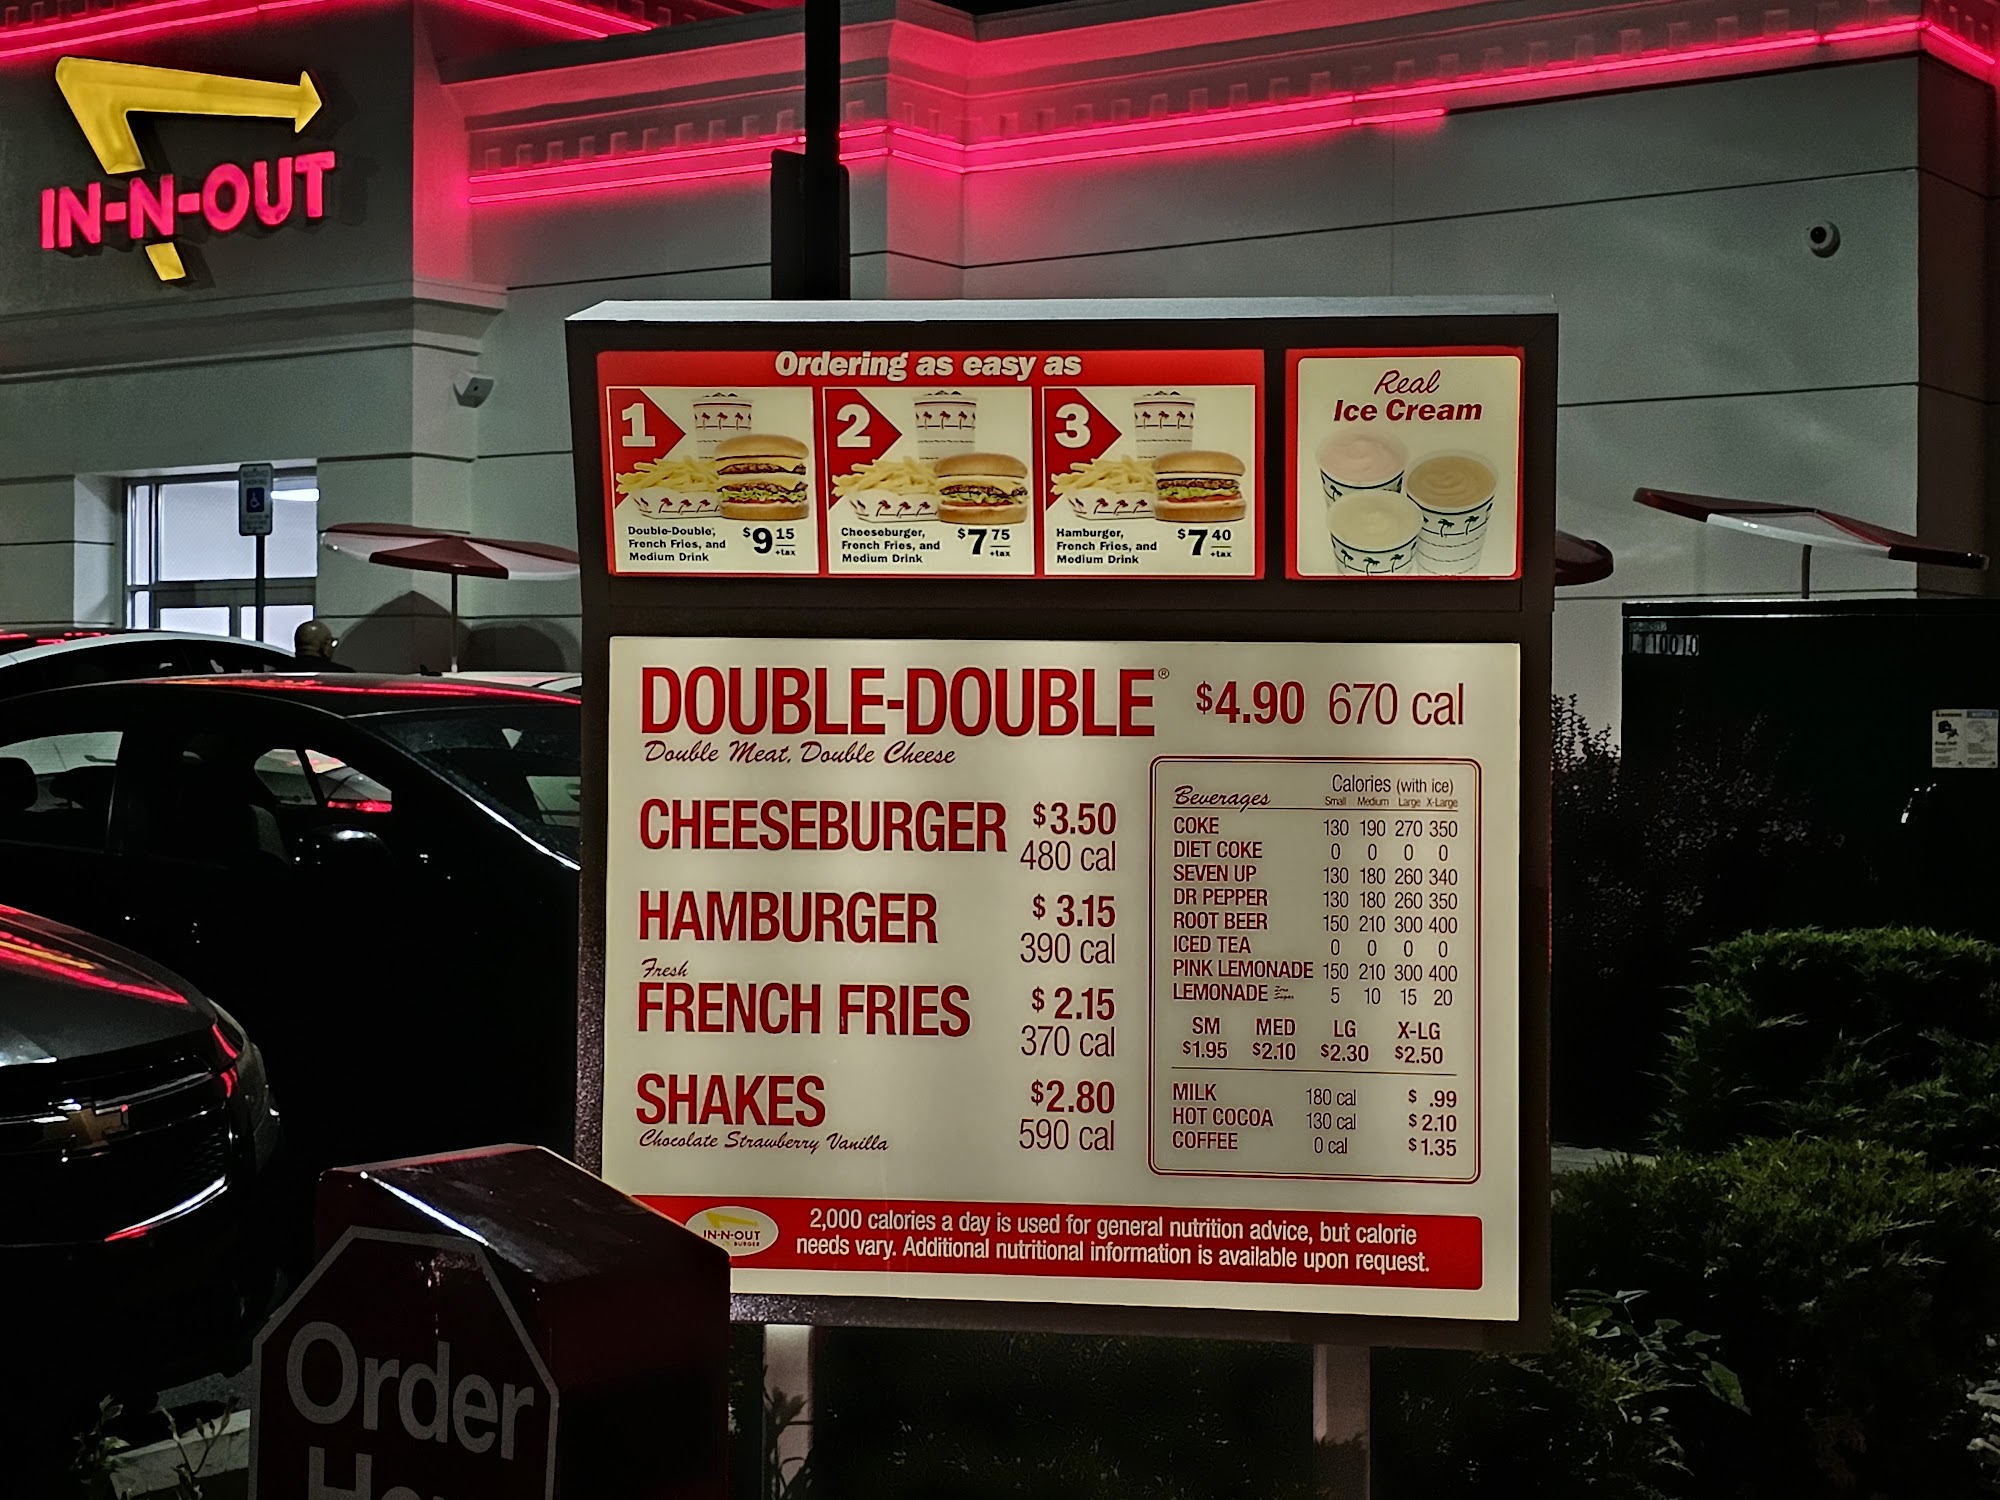 IN-N-OUT
Ordering as easy as
1
Double-Double®,
French Fries, and
Medium Drink
$9 15
+tax
2
Cheeseburger,
French Fries, and
Medium Drink
$7 75
+tax
3
Hamburger,
French Fries, and
Medium Drink
$7 40
+tax
Real
Ice Cream
DOUBLE-DOUBLE® $4.90 670 cal
Double Meat, Double Cheese
CHEESEBURGER $3.50
480 cal
HAMBURGER $3.15
390 cal
Fresh
FRENCH FRIES $2.15
370 cal
SHAKES $2.80
Chocolate Strawberry Vanilla 590 cal
Calories (with ice)
Beverages Small Medium Large X-Large
COKE 130 190 270 350
DIET COKE 0 0 0 0
SEVEN UP 130 180 260 340
DR PEPPER 130 180 260 350
ROOT BEER 150 210 300 400
ICED TEA 0 0 0 0
PINK LEMONADE 150 210 300 400
LEMONADE 5 10 15 20
SM MED LG X-LG
$1.95 $2.10 $2.30 $2.50
MILK 180 cal $ .99
HOT COCOA 130 cal $2.10
COFFEE 0 cal $1.35
IN-N-OUT
BURGER
2,000 calories a day is used for general nutrition advice, but calorie
needs vary. Additional nutritional information is available upon request.
Order